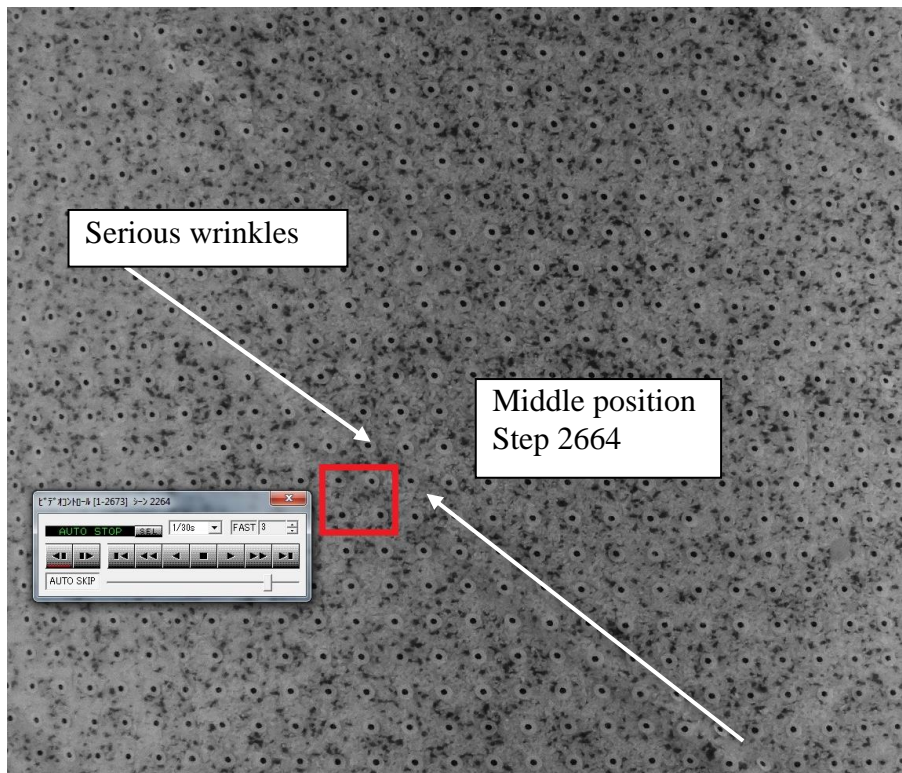 Serious wrinkles
Middle position
Step 2664
ビデオコントロール [1-2673] シーン 2264
AUTO STOP SEL 1/30s FAST 3
AUTO SKIP